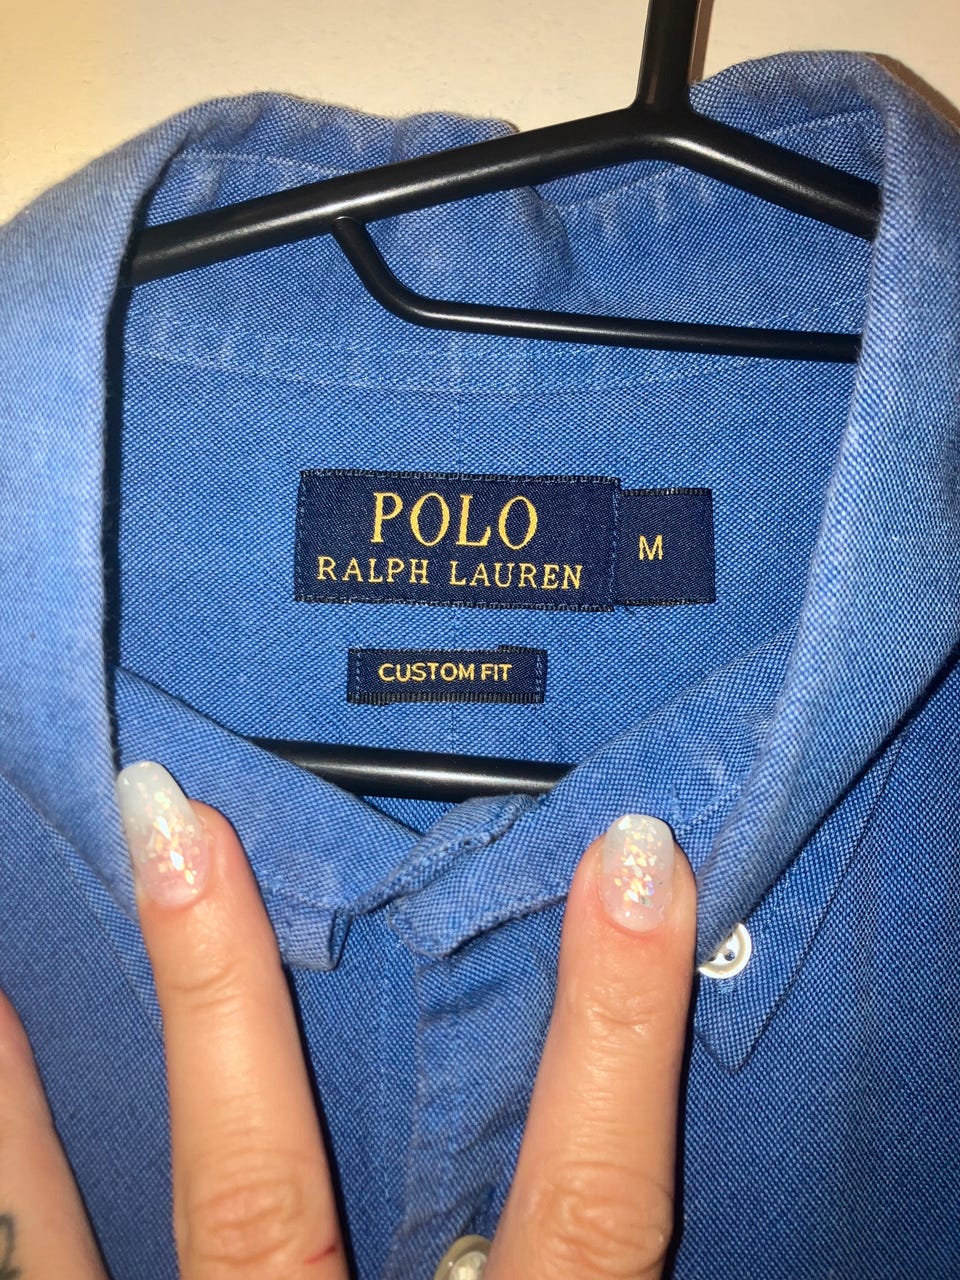 POLO
RALPH LAUREN
M
CUSTOM FIT